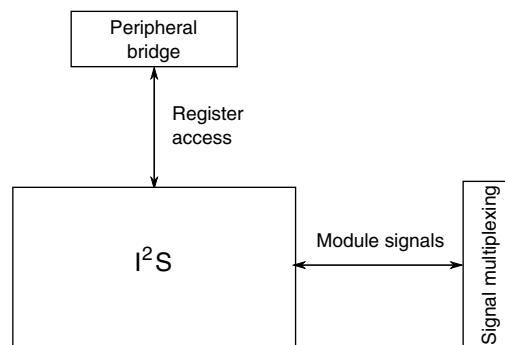 Peripheral
bridge
Register
access
I²S
Module signals
Signal multiplexing